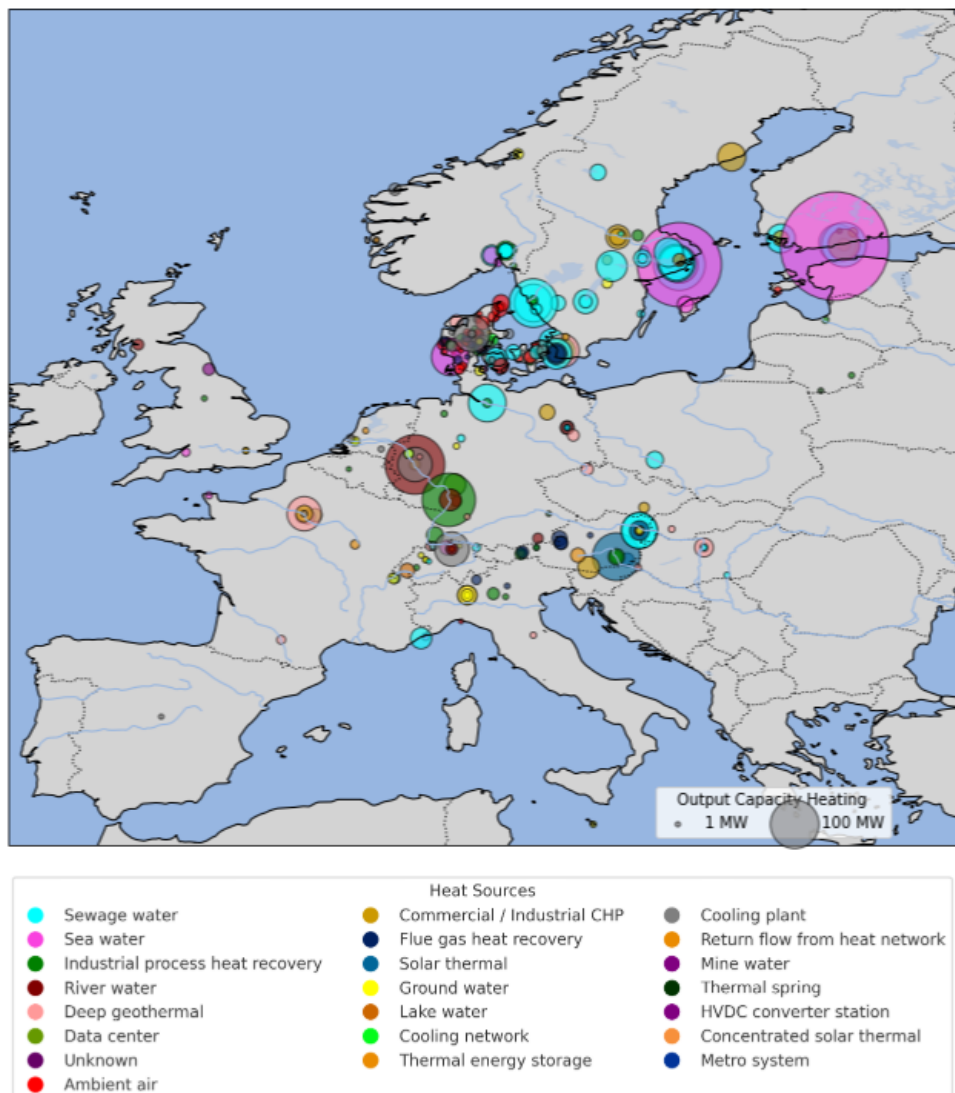 Output Capacity Heating
1 MW 100 MW
Heat Sources
Sewage water
Sea water
Industrial process heat recovery
River water
Deep geothermal
Data center
Unknown
Ambient air
Commercial / Industrial CHP
Flue gas heat recovery
Solar thermal
Ground water
Lake water
Cooling network
Thermal energy storage
Cooling plant
Return flow from heat network
Mine water
Thermal spring
HVDC converter station
Concentrated solar thermal
Metro system